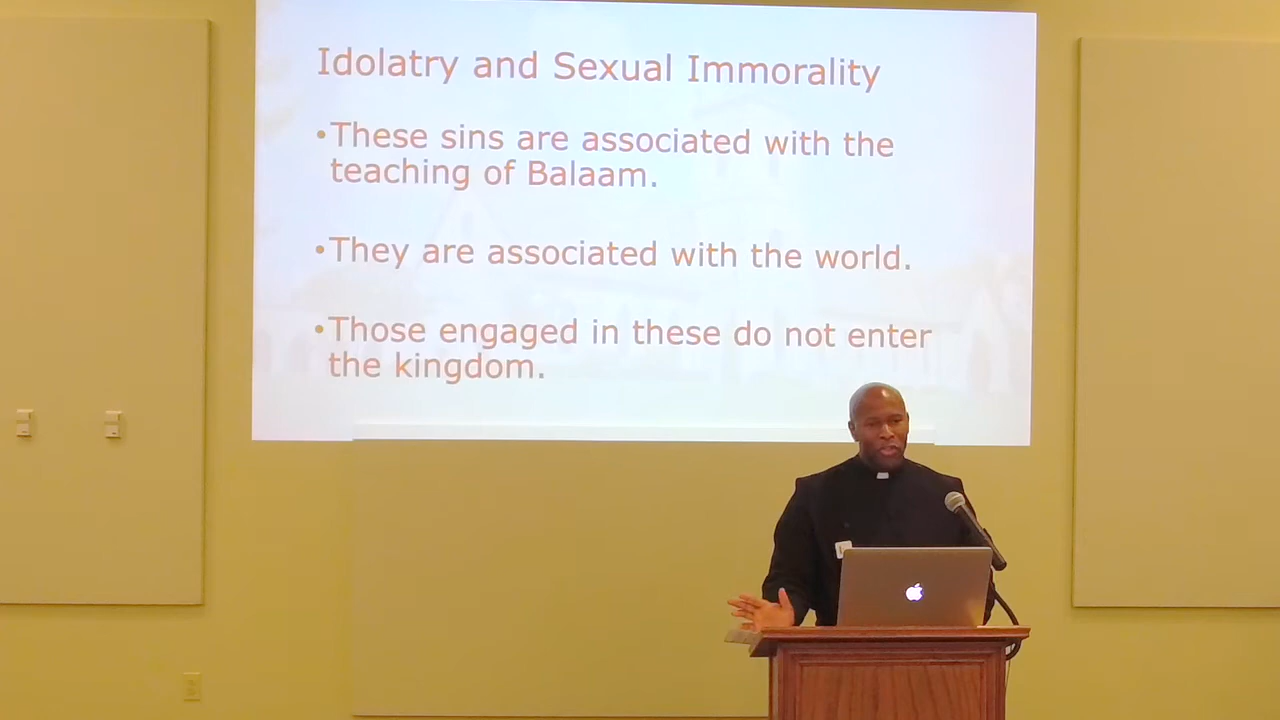 Idolatry and Sexual Immorality
•These sins are associated with the
teaching of Balaam.
•They are associated with the world.
•Those engaged in these do not enter
the kingdom.